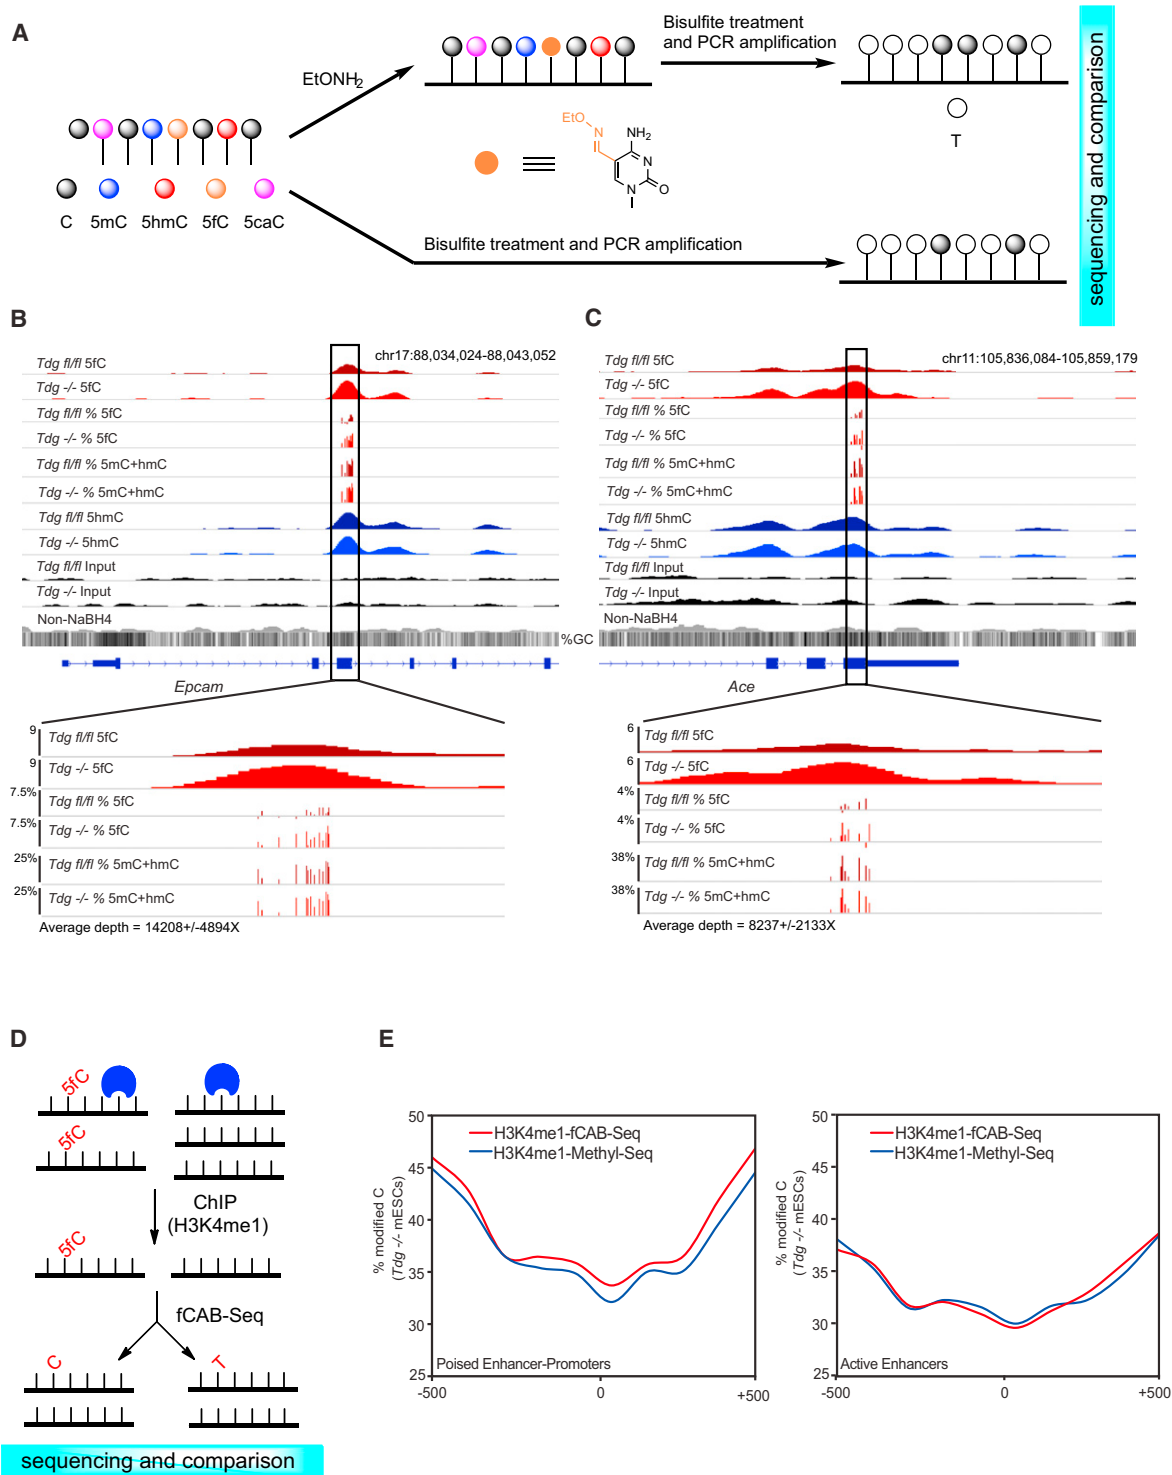 A
EtONH2
Bisulfite treatment
and PCR amplification
EtO
N
NH2
N
N
O
T
C 5mC 5hmC 5fC 5caC
Bisulfite treatment and PCR amplification
sequencing and comparison
B
chr17:88,034,024-88,043,052
Tdg fl/fl 5fC
Tdg -/- 5fC
Tdg fl/fl % 5fC
Tdg -/- % 5fC
Tdg fl/fl % 5mC+hmC
Tdg -/- % 5mC+hmC
Tdg fl/fl 5hmC
Tdg -/- 5hmC
Tdg fl/fl Input
Tdg -/- Input
Non-NaBH4
%GC
Epcam
9 Tdg fl/fl 5fC
9 Tdg -/- 5fC
7.5% Tdg fl/fl % 5fC
7.5% Tdg -/- % 5fC
25% Tdg fl/fl % 5mC+hmC
25% Tdg -/- % 5mC+hmC
Average depth = 14208+/-4894X
C
chr11:105,836,084-105,859,179
Tdg fl/fl 5fC
Tdg -/- 5fC
Tdg fl/fl % 5fC
Tdg -/- % 5fC
Tdg fl/fl % 5mC+hmC
Tdg -/- % 5mC+hmC
Tdg fl/fl 5hmC
Tdg -/- 5hmC
Tdg fl/fl Input
Tdg -/- Input
Non-NaBH4
Ace
6 Tdg fl/fl 5fC
6 Tdg -/- 5fC
4% Tdg fl/fl % 5fC
4% Tdg -/- % 5fC
38% Tdg fl/fl % 5mC+hmC
38% Tdg -/- % 5mC+hmC
Average depth = 8237+/-2133X
D
5fC
5fC
ChIP
(H3K4me1)
5fC
fCAB-Seq
C
T
sequencing and comparison
E
% modified C
(Tdg -/- mESCs)
50
45
40
35
30
25
H3K4me1-fCAB-Seq
H3K4me1-Methyl-Seq
Poised Enhancer-Promoters
-500 0 +500
% modified C
(Tdg -/- mESCs)
50
45
40
35
30
25
H3K4me1-fCAB-Seq
H3K4me1-Methyl-Seq
Active Enhancers
-500 0 +500